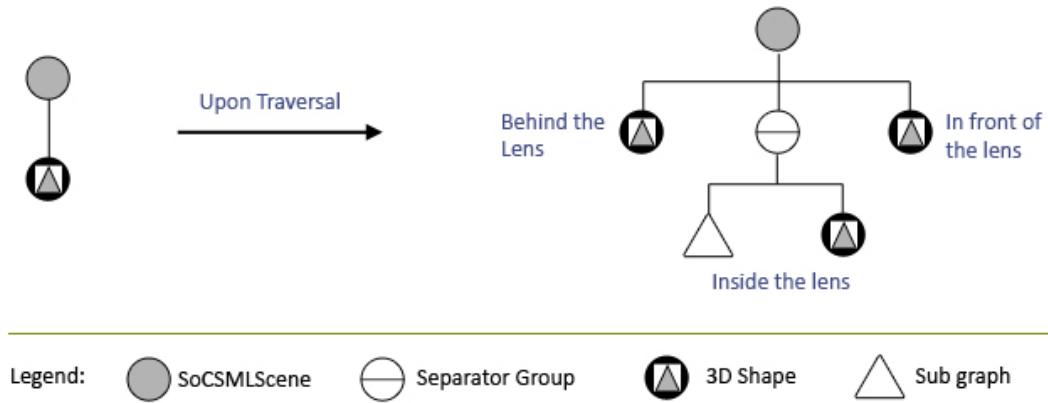 Upon Traversal
Behind the
Lens
In front of
the lens
Inside the lens
Legend:
SoCSMLScene
Separator Group
3D Shape
Sub graph